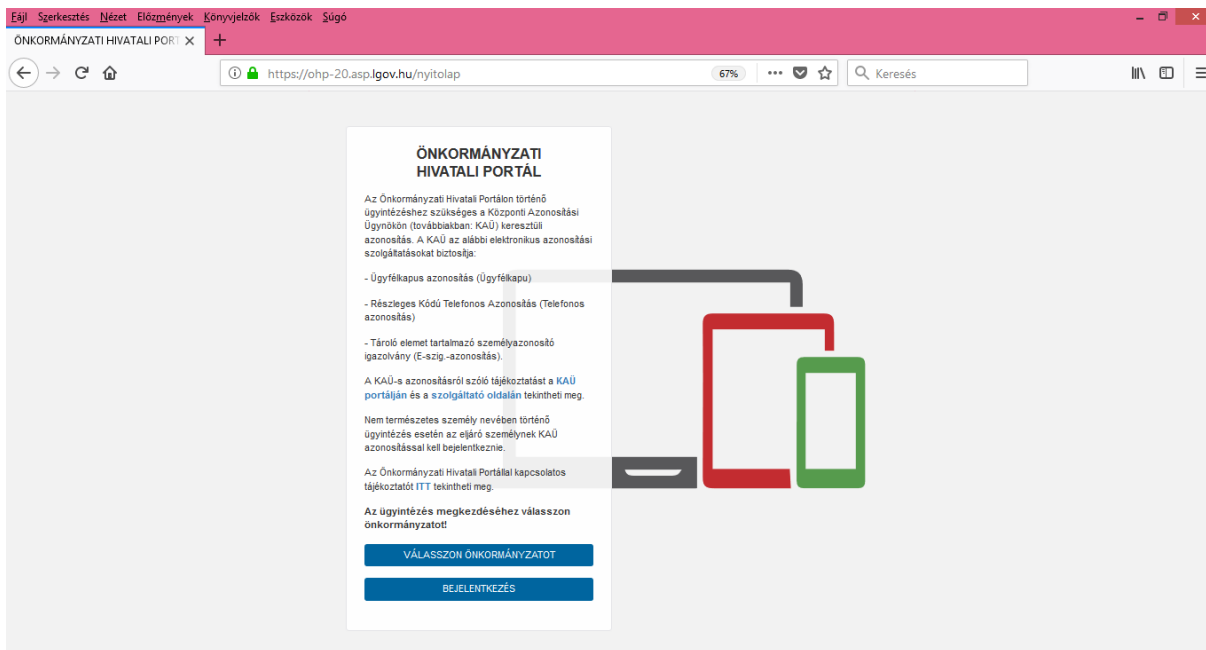 Fájl Szerkesztés Nézet Előzmények Könyvjelzők Eszközök Súgó
ÖNKORMÁNYZATI HIVATALI PORT
https://ohp-20.asp.lgov.hu/nyitolap
67%
Keresés
ÖNKORMÁNYZATI
HIVATALI PORTÁL
Az Önkormányzati Hivatali Portálon történő
ügyintézéshez szükséges a Központi Azonosítási
Ügynökön (továbbiakban: KAÜ) keresztüli
azonosítás. A KAÜ az alábbi elektronikus azonosítási
szolgáltatásokat biztosítja:
- Ügyfélkapus azonosítás (Ügyfélkapu)
- Részleges Kódú Telefonos Azonosítás (Telefonos
azonosítás)
- Tároló elemet tartalmazó személyazonosító
igazolvány (E-szig.-azonosítás).
A KAÜ-s azonosításról szóló tájékoztatást a KAÜ
portálján és a szolgáltató oldalán tekintheti meg.
Nem természetes személy nevében történő
ügyintézés esetén az eljáró személynek KAÜ
azonosítással kell bejelentkeznie.
Az Önkormányzati Hivatali Portállal kapcsolatos
tájékoztatót ITT tekintheti meg.
Az ügyintézés megkezdéséhez válasszon
önkormányzatot!
VÁLASSZON ÖNKORMÁNYZATOT
BEJELENTKEZÉS